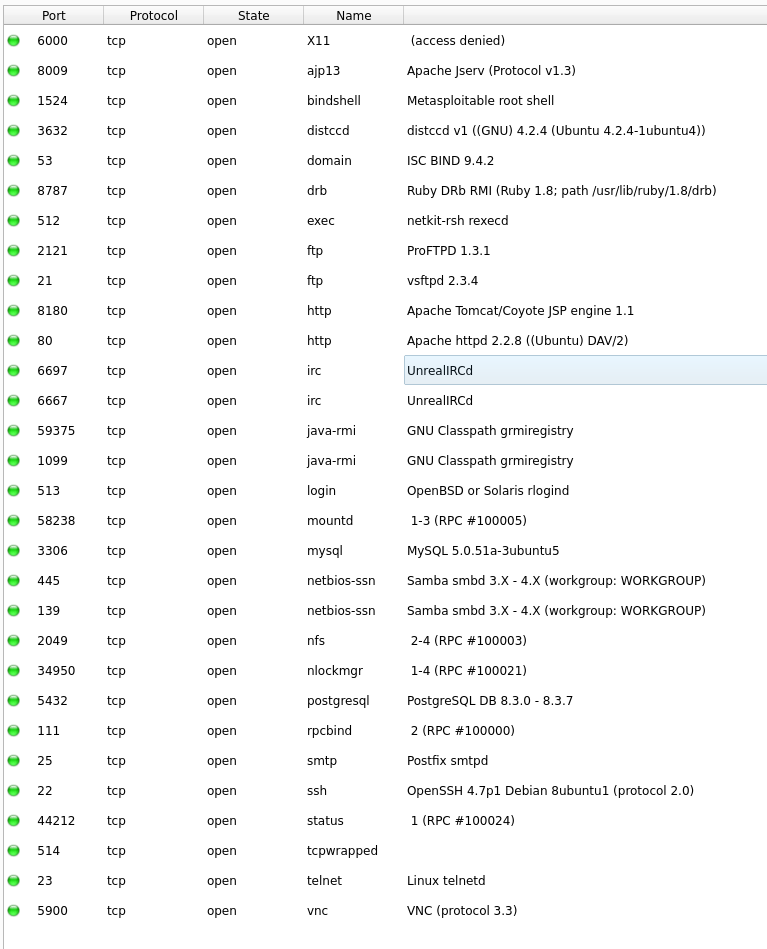 Port Protocol State Name
6000 tcp open X11 (access denied)
8009 tcp open ajp13 Apache Jserv (Protocol v1.3)
1524 tcp open bindshell Metasploitable root shell
3632 tcp open distccd distccd v1 ((GNU) 4.2.4 (Ubuntu 4.2.4-1ubuntu4))
53 tcp open domain ISC BIND 9.4.2
8787 tcp open drb Ruby DRb RMI (Ruby 1.8; path /usr/lib/ruby/1.8/drb)
512 tcp open exec netkit-rsh rexecd
2121 tcp open ftp ProFTPD 1.3.1
21 tcp open ftp vsftpd 2.3.4
8180 tcp open http Apache Tomcat/Coyote JSP engine 1.1
80 tcp open http Apache httpd 2.2.8 ((Ubuntu) DAV/2)
6697 tcp open irc UnrealIRCd
6667 tcp open irc UnrealIRCd
59375 tcp open java-rmi GNU Classpath grmiregistry
1099 tcp open java-rmi GNU Classpath grmiregistry
513 tcp open login OpenBSD or Solaris rlogind
58238 tcp open mountd 1-3 (RPC #100005)
3306 tcp open mysql MySQL 5.0.51a-3ubuntu5
445 tcp open netbios-ssn Samba smbd 3.X - 4.X (workgroup: WORKGROUP)
139 tcp open netbios-ssn Samba smbd 3.X - 4.X (workgroup: WORKGROUP)
2049 tcp open nfs 2-4 (RPC #100003)
34950 tcp open nlockmgr 1-4 (RPC #100021)
5432 tcp open postgresql PostgreSQL DB 8.3.0 - 8.3.7
111 tcp open rpcbind 2 (RPC #100000)
25 tcp open smtp Postfix smtpd
22 tcp open ssh OpenSSH 4.7p1 Debian 8ubuntu1 (protocol 2.0)
44212 tcp open status 1 (RPC #100024)
514 tcp open tcpwrapped
23 tcp open telnet Linux telnetd
5900 tcp open vnc VNC (protocol 3.3)